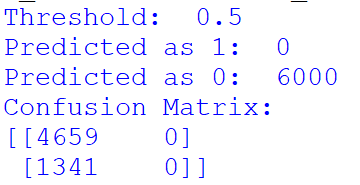 Threshold:  0.5
Predicted as 1:  0
Predicted as 0:  6000
Confusion Matrix:
[[4659    0]
 [1341    0]]